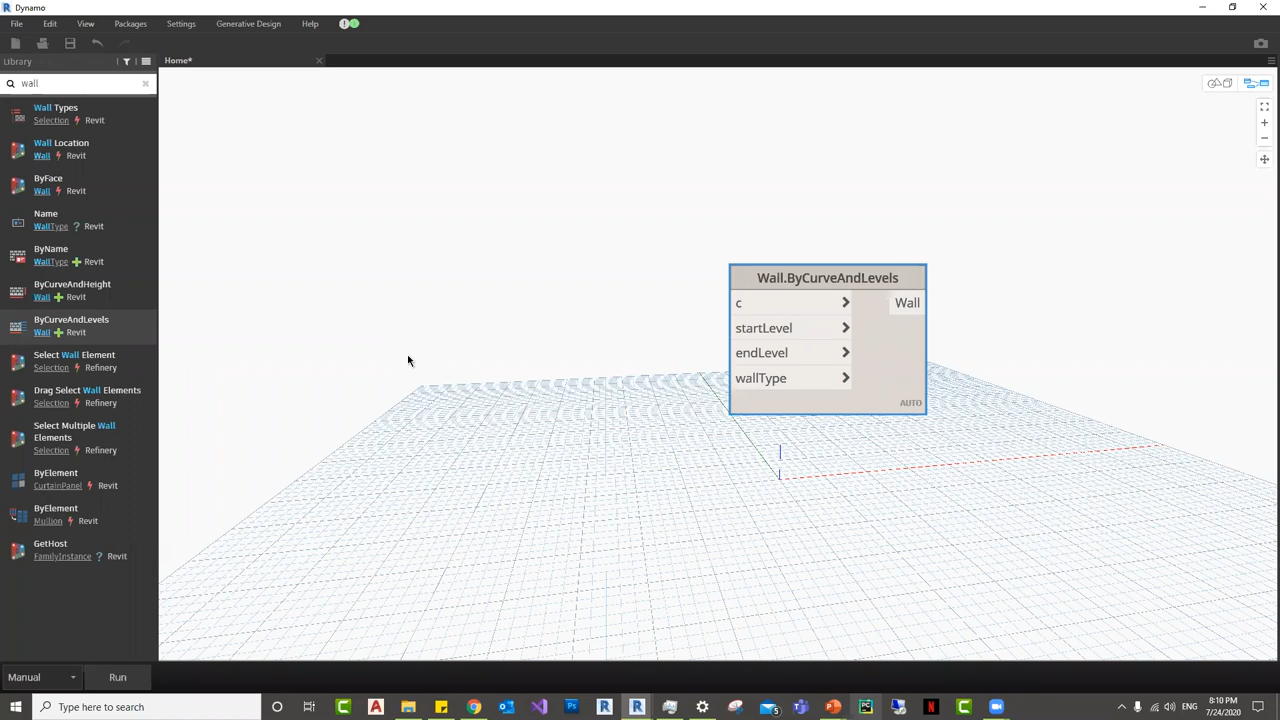 Dynamo
File Edit View Packages Settings Generative Design Help
Library
Home*
wall
Wall Types
Selection Revit
Wall Location
Wall Revit
ByFace
Wall Revit
Name
WallType ? Revit
ByName
WallType Revit
ByCurveAndHeight
Wall Revit
ByCurveAndLevels
Wall Revit
Select Wall Element
Selection Refinery
Drag Select Wall Elements
Selection Refinery
Select Multiple Wall
Elements
Selection Refinery
ByElement
CurtainPanel Revit
ByElement
Mullion Revit
GetHost
FamilyInstance ? Revit
Wall.ByCurveAndLevels
c Wall
startLevel
endLevel
wallType
AUTO
Manual Run
Type here to search
8:10 PM
7/24/2020